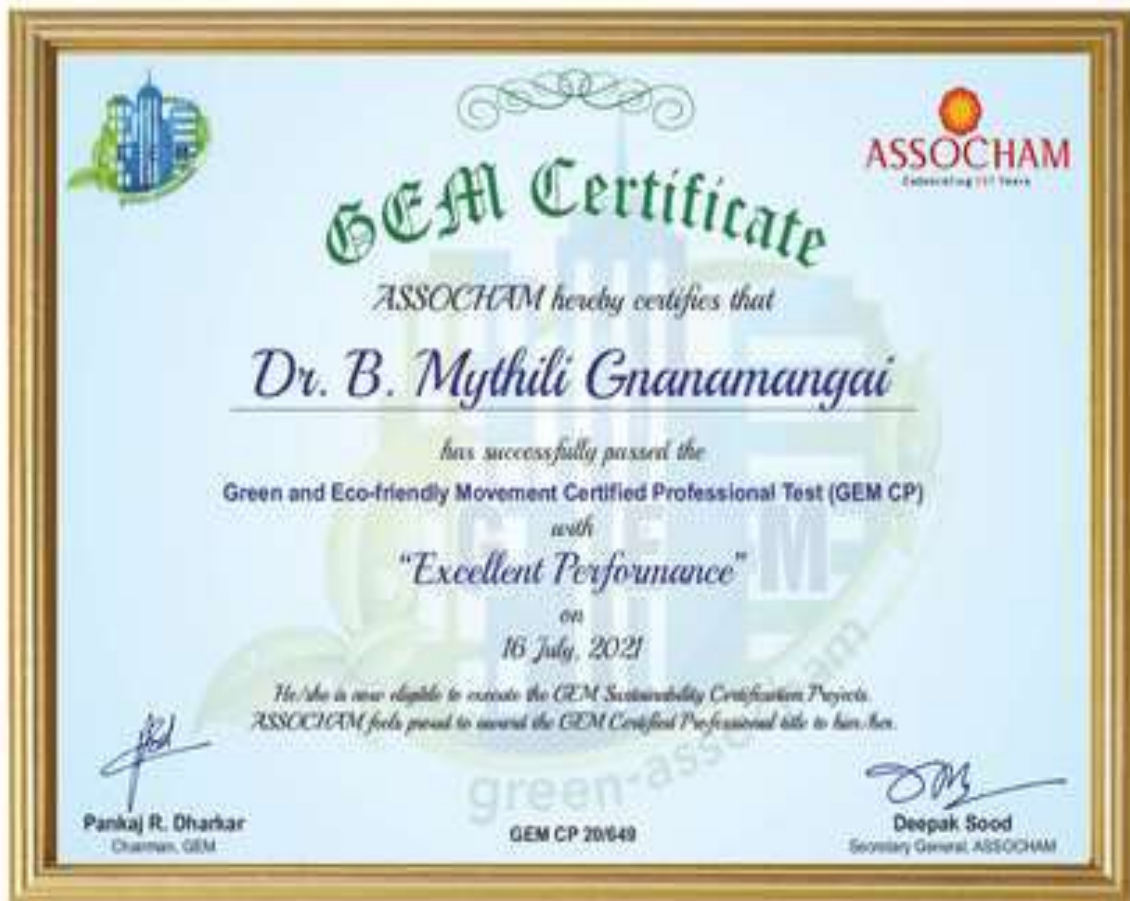 ASSOCHAM
GEM Certificate
ASSOCHAM hereby certifies that
Dr. B. Mythili Gnanamangai
has successfully passed the
Green and Eco-friendly Movement Certified Professional Test (GEM CP)
with
"Excellent Performance"
on
16 July, 2021
He/she is now eligible to execute the GEM Sustainability Certification Projects.
ASSOCHAM feels proud to award the GEM Certified Professional title to him/her.
GEM
green-assocham
Pankaj R. Dharkar
Chairman, GEM
GEM CP 20/649
Deepak Sood
Secretary General, ASSOCHAM